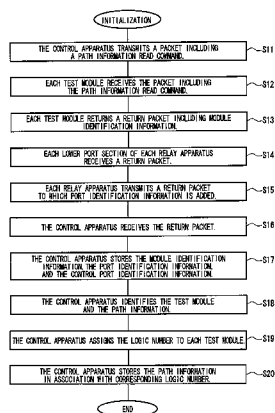 INITIALIZATION
THE CONTROL APPARATUS TRANSMITS A PACKET INCLUDING
A PATH INFORMATION READ COMMAND.
S11
EACH TEST MODULE RECEIVES THE PACKET INCLUDING
THE PATH INFORMATION READ COMMAND.
S12
EACH TEST MODULE RETURNS A RETURN PACKET INCLUDING MODULE
IDENTIFICATION INFORMATION.
S13
EACH LOWER PORT SECTION OF EACH RELAY APPARATUS
RECEIVES A RETURN PACKET.
S14
EACH RELAY APPARATUS TRANSMITS A RETURN PACKET
TO WHICH PORT IDENTIFICATION INFORMATION IS ADDED.
S15
THE CONTROL APPARATUS RECEIVES THE RETURN PACKET.
S16
THE CONTROL APPARATUS STORES THE MODULE IDENTIFICATION
INFORMATION, THE PORT IDENTIFICATION INFORMATION,
AND THE CONTROL PORT IDENTIFICATION INFORMATION.
S17
THE CONTROL APPARATUS IDENTIFIES THE TEST MODULE
AND THE PATH INFORMATION.
S18
THE CONTROL APPARATUS ASSIGNS THE LOGIC NUMBER TO EACH TEST MODULE.
S19
THE CONTROL APPARATUS STORES THE PATH INFORMATION
IN ASSOCIATION WITH CORRESPONDING LOGIC NUMBER.
S20
END